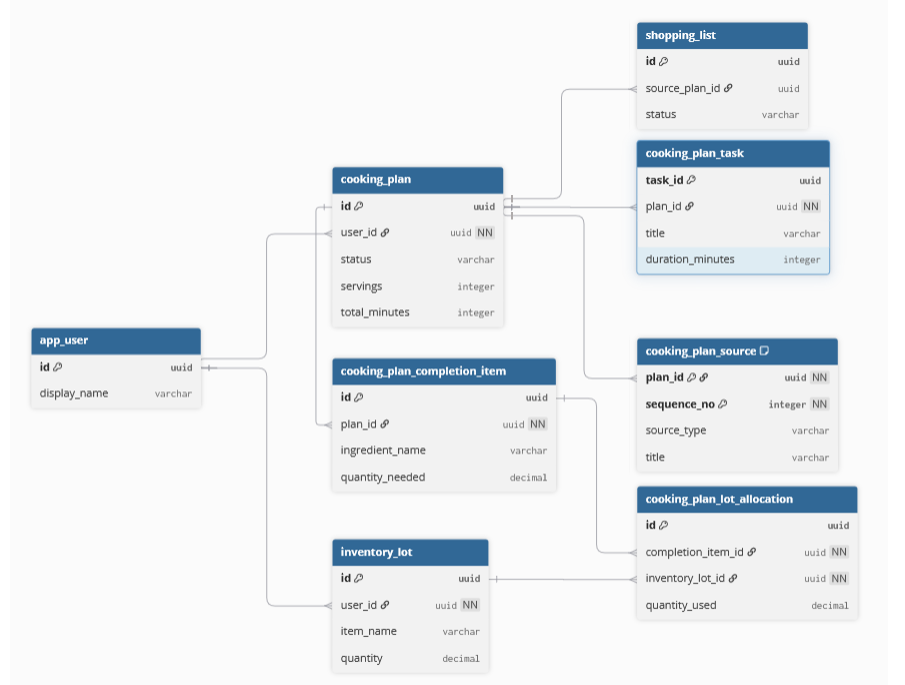 shopping_list
id uuid
source_plan_id uuid
status varchar
cooking_plan_task
task_id uuid
plan_id uuid NN
title varchar
duration_minutes integer
cooking_plan
id uuid
user_id uuid NN
status varchar
servings integer
total_minutes integer
app_user
id uuid
display_name varchar
cooking_plan_source
plan_id uuid NN
sequence_no integer NN
source_type varchar
title varchar
cooking_plan_completion_item
id uuid
plan_id uuid NN
ingredient_name varchar
quantity_needed decimal
cooking_plan_lot_allocation
id uuid
completion_item_id uuid NN
inventory_lot_id uuid NN
quantity_used decimal
inventory_lot
id uuid
user_id uuid NN
item_name varchar
quantity decimal